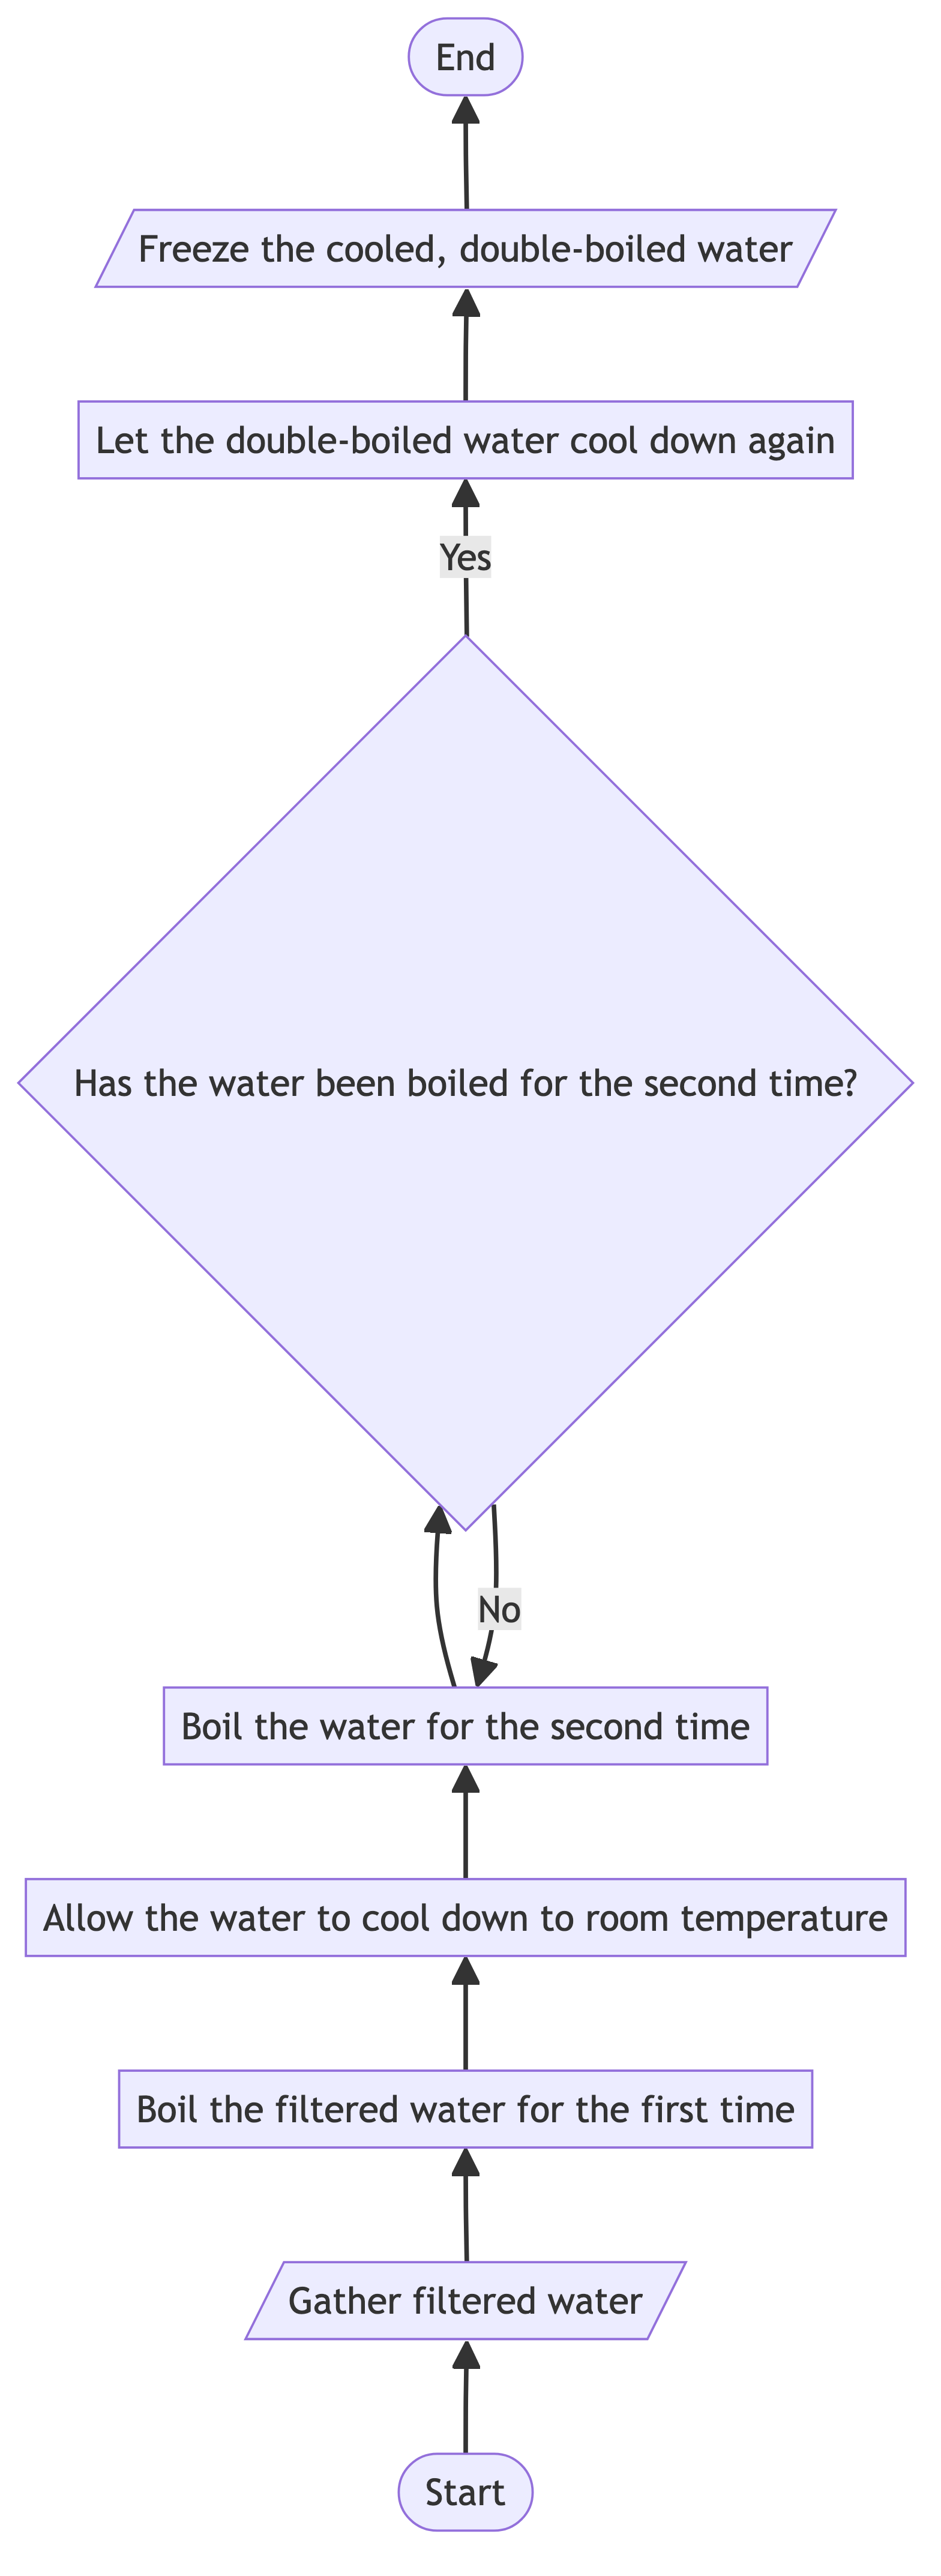 End
Freeze the cooled, double-boiled water
Let the double-boiled water cool down again
Yes
Has the water been boiled for the second time?
No
Boil the water for the second time
Allow the water to cool down to room temperature
Boil the filtered water for the first time
Gather filtered water
Start